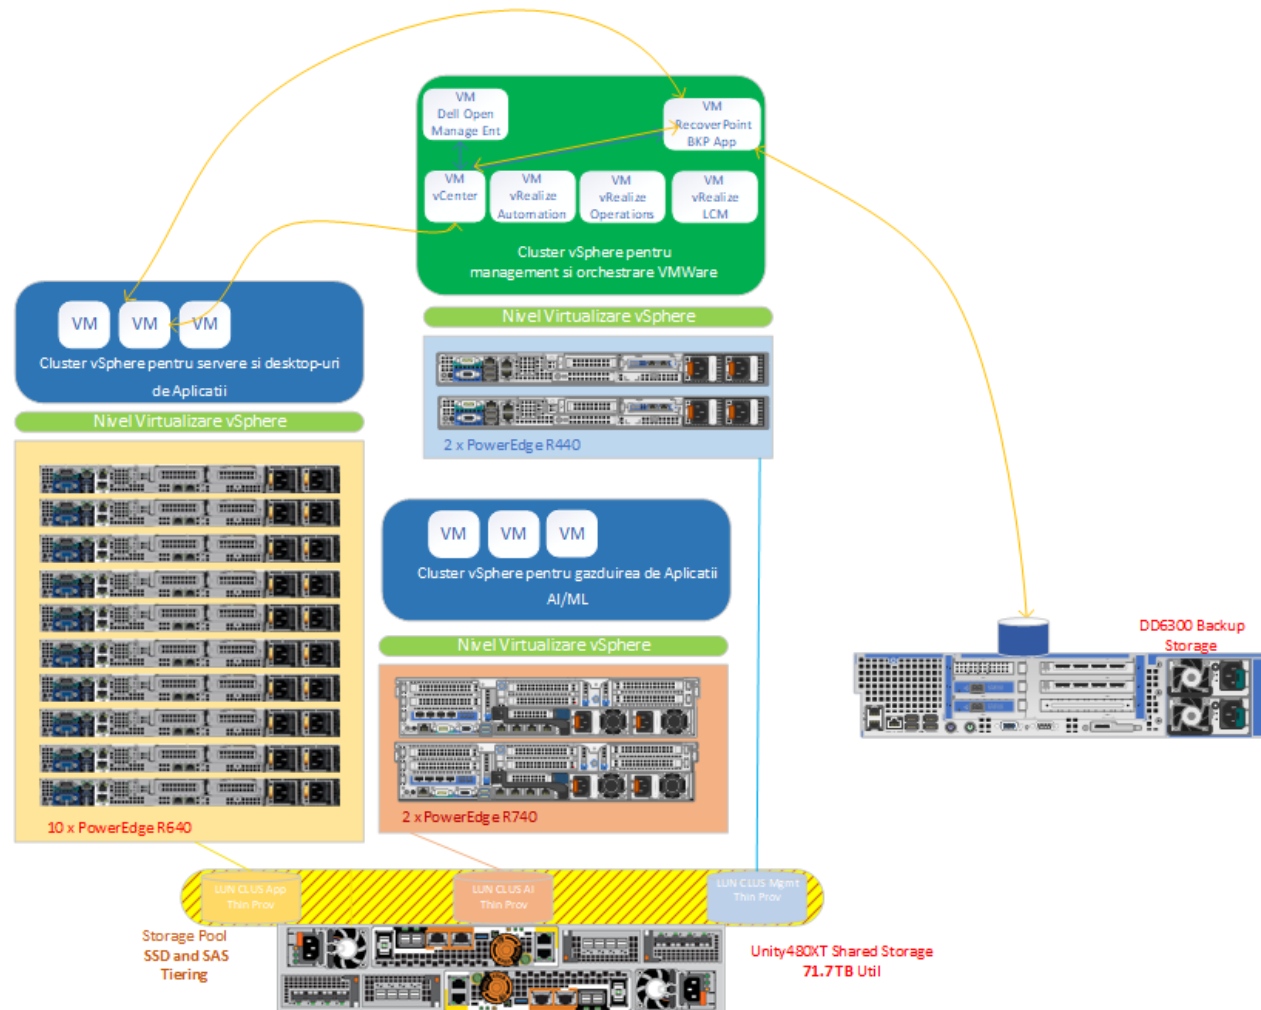 VM
Dell Open
Manage Ent
VM
RecoverPoint
BKP App
VM
vCenter
VM
vRealize
Automation
VM
vRealize
Operations
VM
vRealize
LCM
Cluster vSphere pentru
management si orchestrare VMWare
Nivel Virtualizare vSphere
2 x PowerEdge R440
VM
VM
VM
Cluster vSphere pentru servere si desktop-uri
de Aplicatii
Nivel Virtualizare vSphere
10 x PowerEdge R640
VM
VM
VM
Cluster vSphere pentru gazduirea de Aplicatii
AI/ML
Nivel Virtualizare vSphere
2 x PowerEdge R740
DD6300 Backup
Storage
LUN CLUS App
Thin Prov
LUN CLUS AI
Thin Prov
LUN CLUS Mgmt
Thin Prov
Storage Pool
SSD and SAS
Tiering
Unity480XT Shared Storage
71.7TB Util